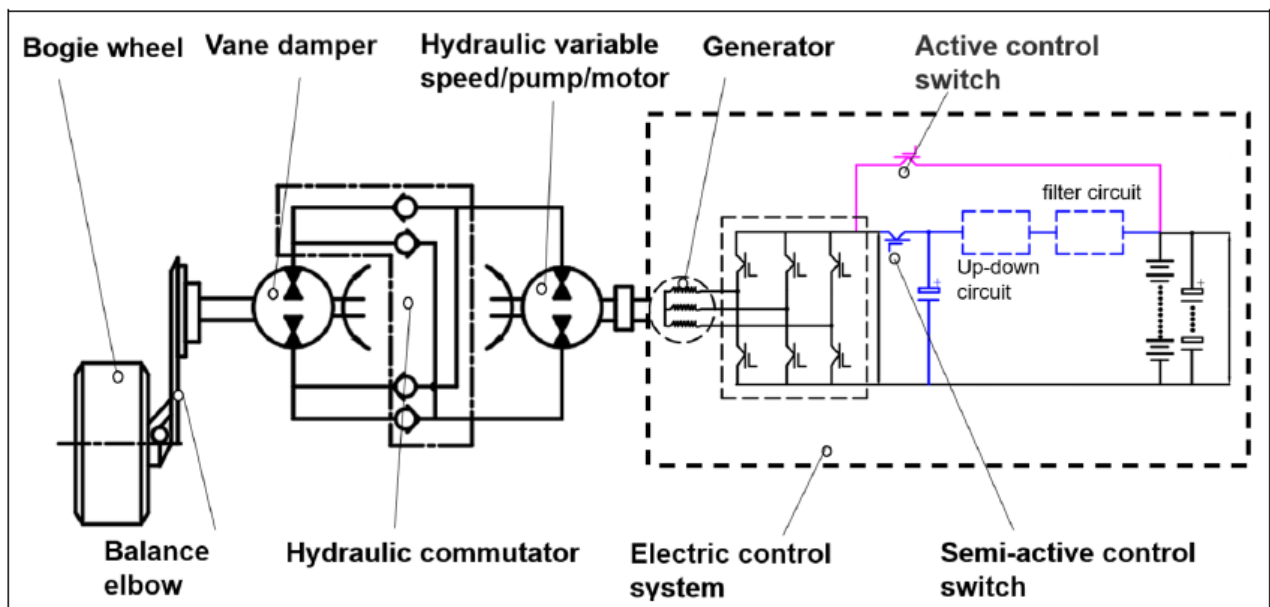 Bogie wheel
Vane damper
Hydraulic variable
speed/pump/motor
Generator
Active control
switch
filter circuit
Up-down
circuit
+
+
Balance
elbow
Hydraulic commutator
Electric control
system
Semi-active control
switch